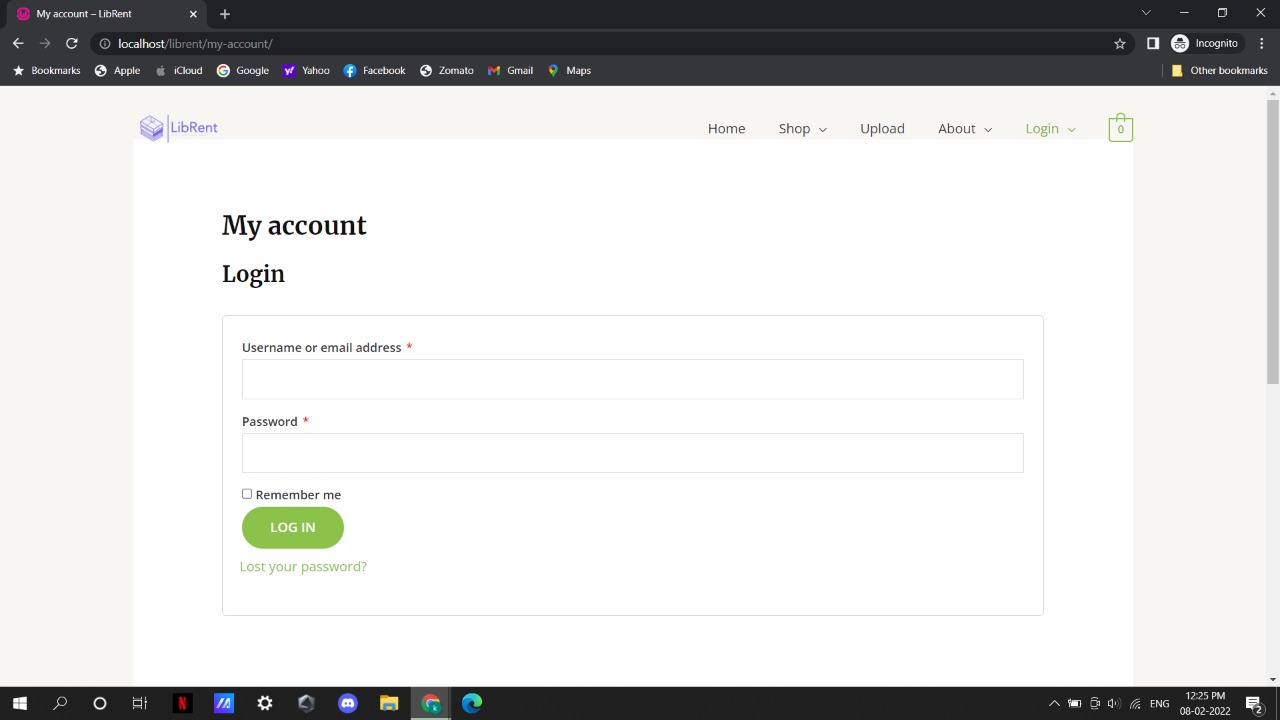 My account – LibRent
localhost/librent/my-account/
Incognito
Bookmarks Apple iCloud Google Yahoo Facebook Zomato Gmail Maps Other bookmarks
LibRent
Home Shop Upload About Login 0
My account
Login
Username or email address *
Password *
Remember me
LOG IN
Lost your password?
ENG
12:25 PM
08-02-2022
2